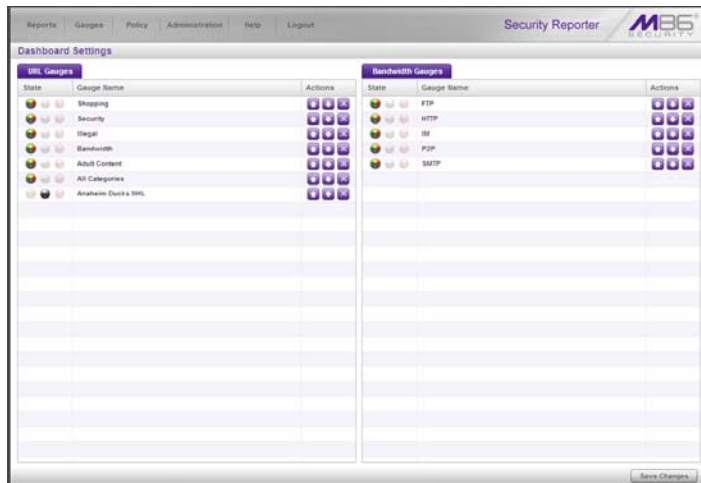 Reports Gauges Policy Administration Help Logout
Security Reporter
M86
SECURITY
Dashboard Settings
URL Gauges
State Gauge Name Actions
Shopping
Security
Illegal
Bandwidth
Adult Content
All Categories
Anaheim Ducks NHL
Bandwidth Gauges
State Gauge Name Actions
FTP
HTTP
IM
P2P
SMTP
Save Changes